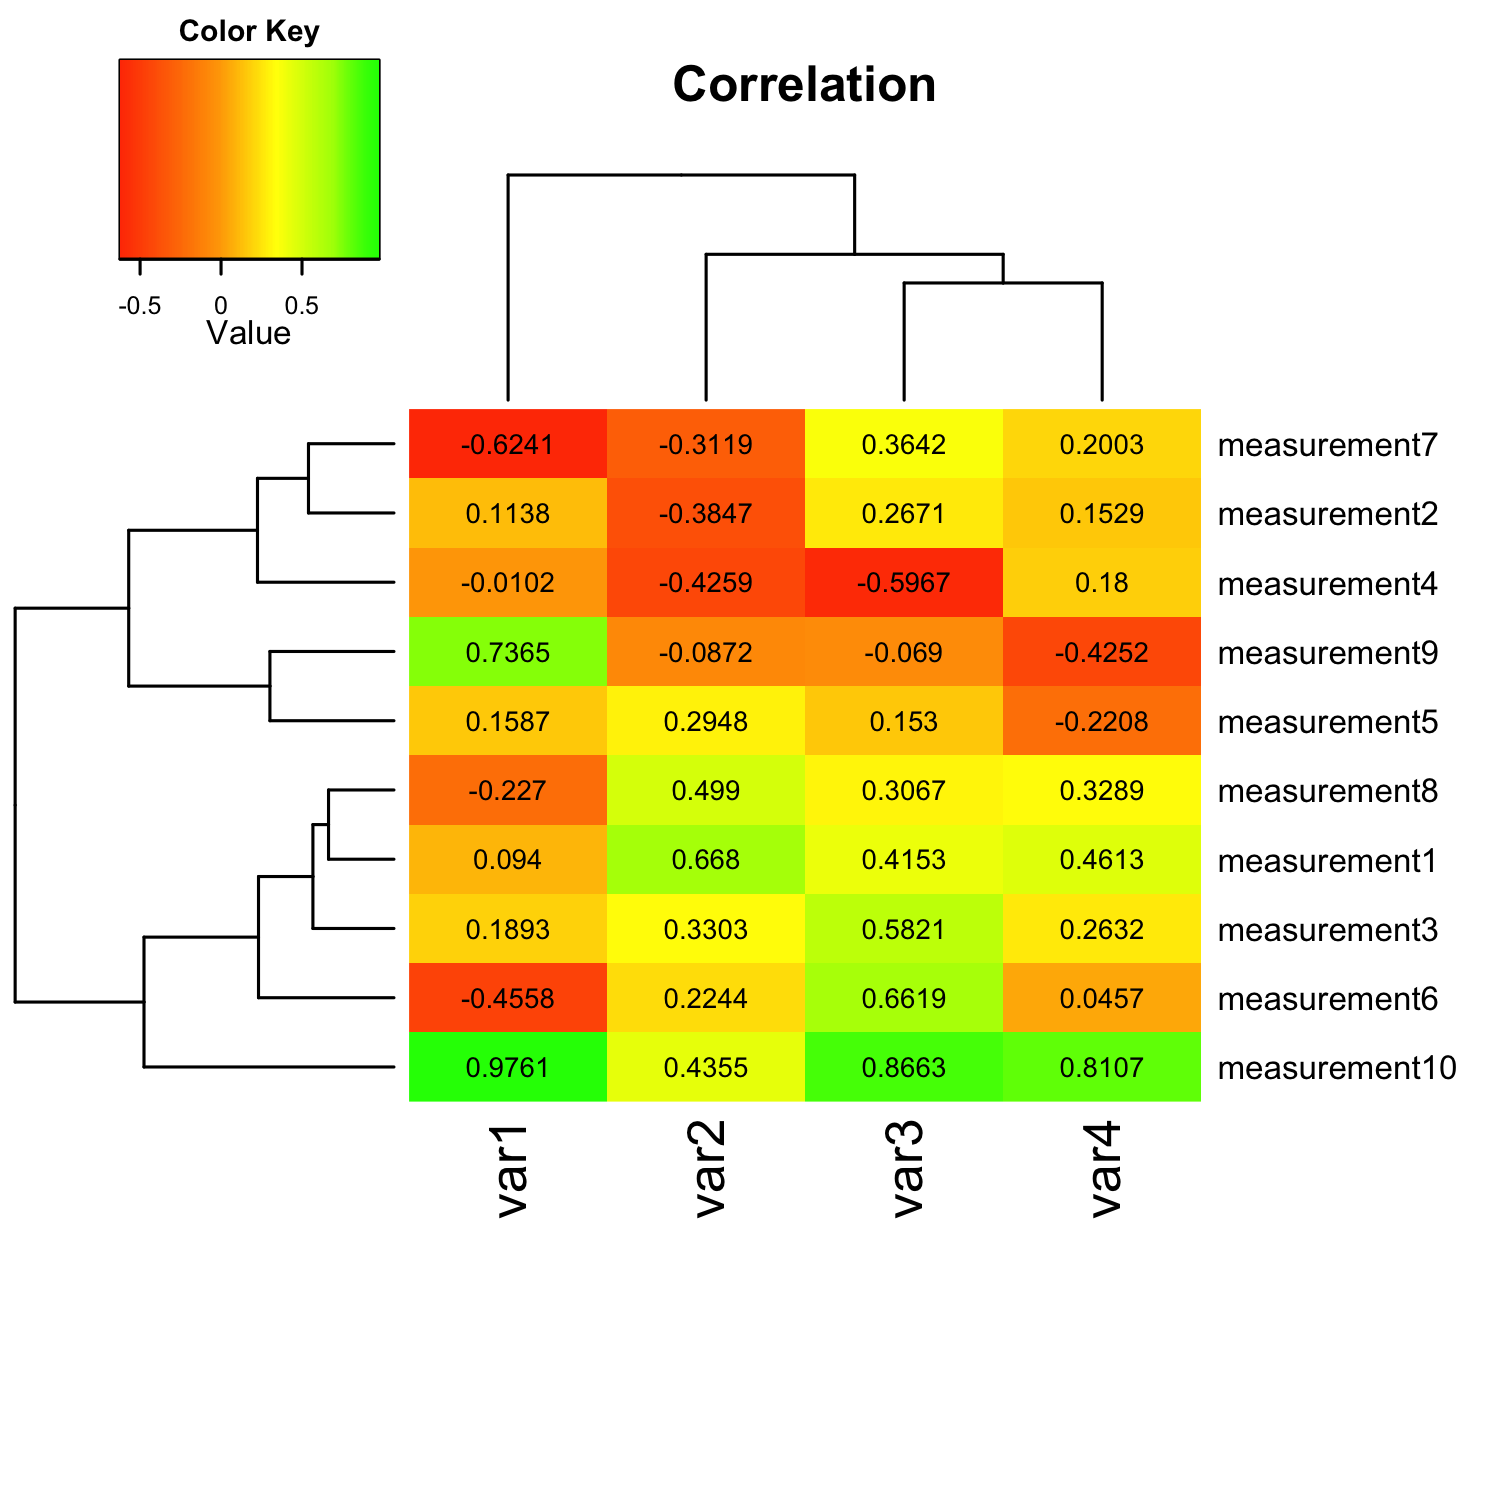 Color Key
-0.5 0 0.5
Value
Correlation
-0.6241 -0.3119 0.3642 0.2003 measurement7
0.1138 -0.3847 0.2671 0.1529 measurement2
-0.0102 -0.4259 -0.5967 0.18 measurement4
0.7365 -0.0872 -0.069 -0.4252 measurement9
0.1587 0.2948 0.153 -0.2208 measurement5
-0.227 0.499 0.3067 0.3289 measurement8
0.094 0.668 0.4153 0.4613 measurement1
0.1893 0.3303 0.5821 0.2632 measurement3
-0.4558 0.2244 0.6619 0.0457 measurement6
0.9761 0.4355 0.8663 0.8107 measurement10
var1 var2 var3 var4